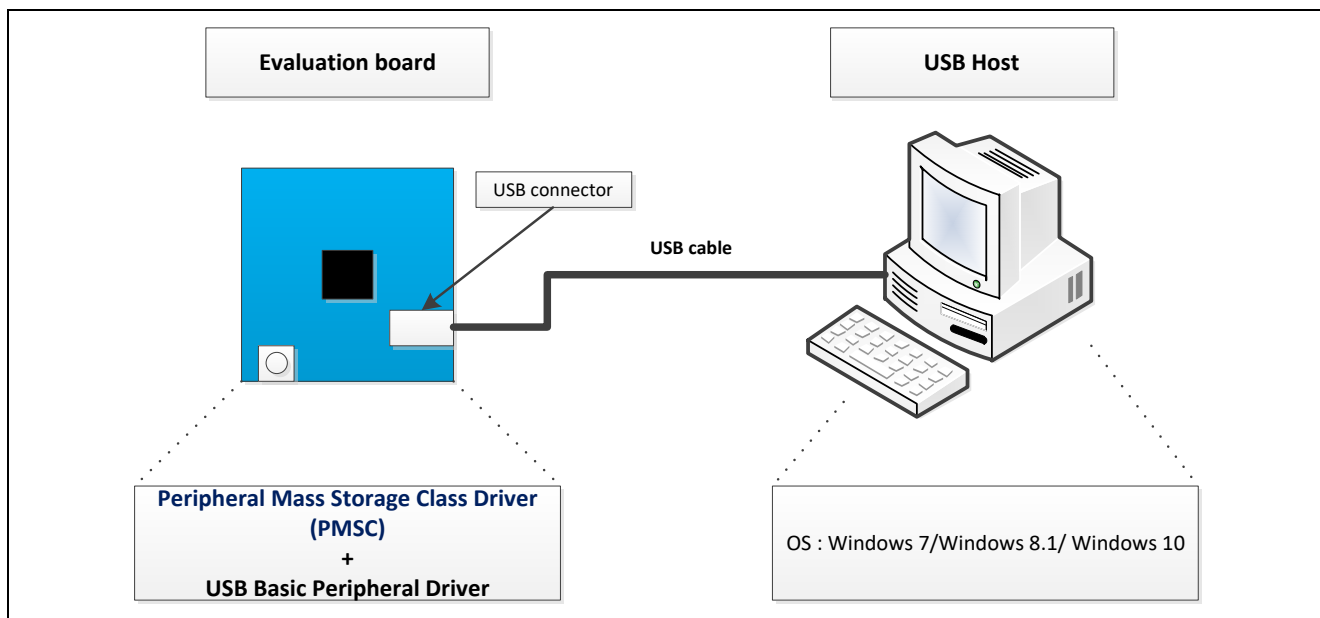 Evaluation board
USB Host
USB connector
USB cable
Peripheral Mass Storage Class Driver
(PMSC)
+
USB Basic Peripheral Driver
OS : Windows 7/Windows 8.1/ Windows 10